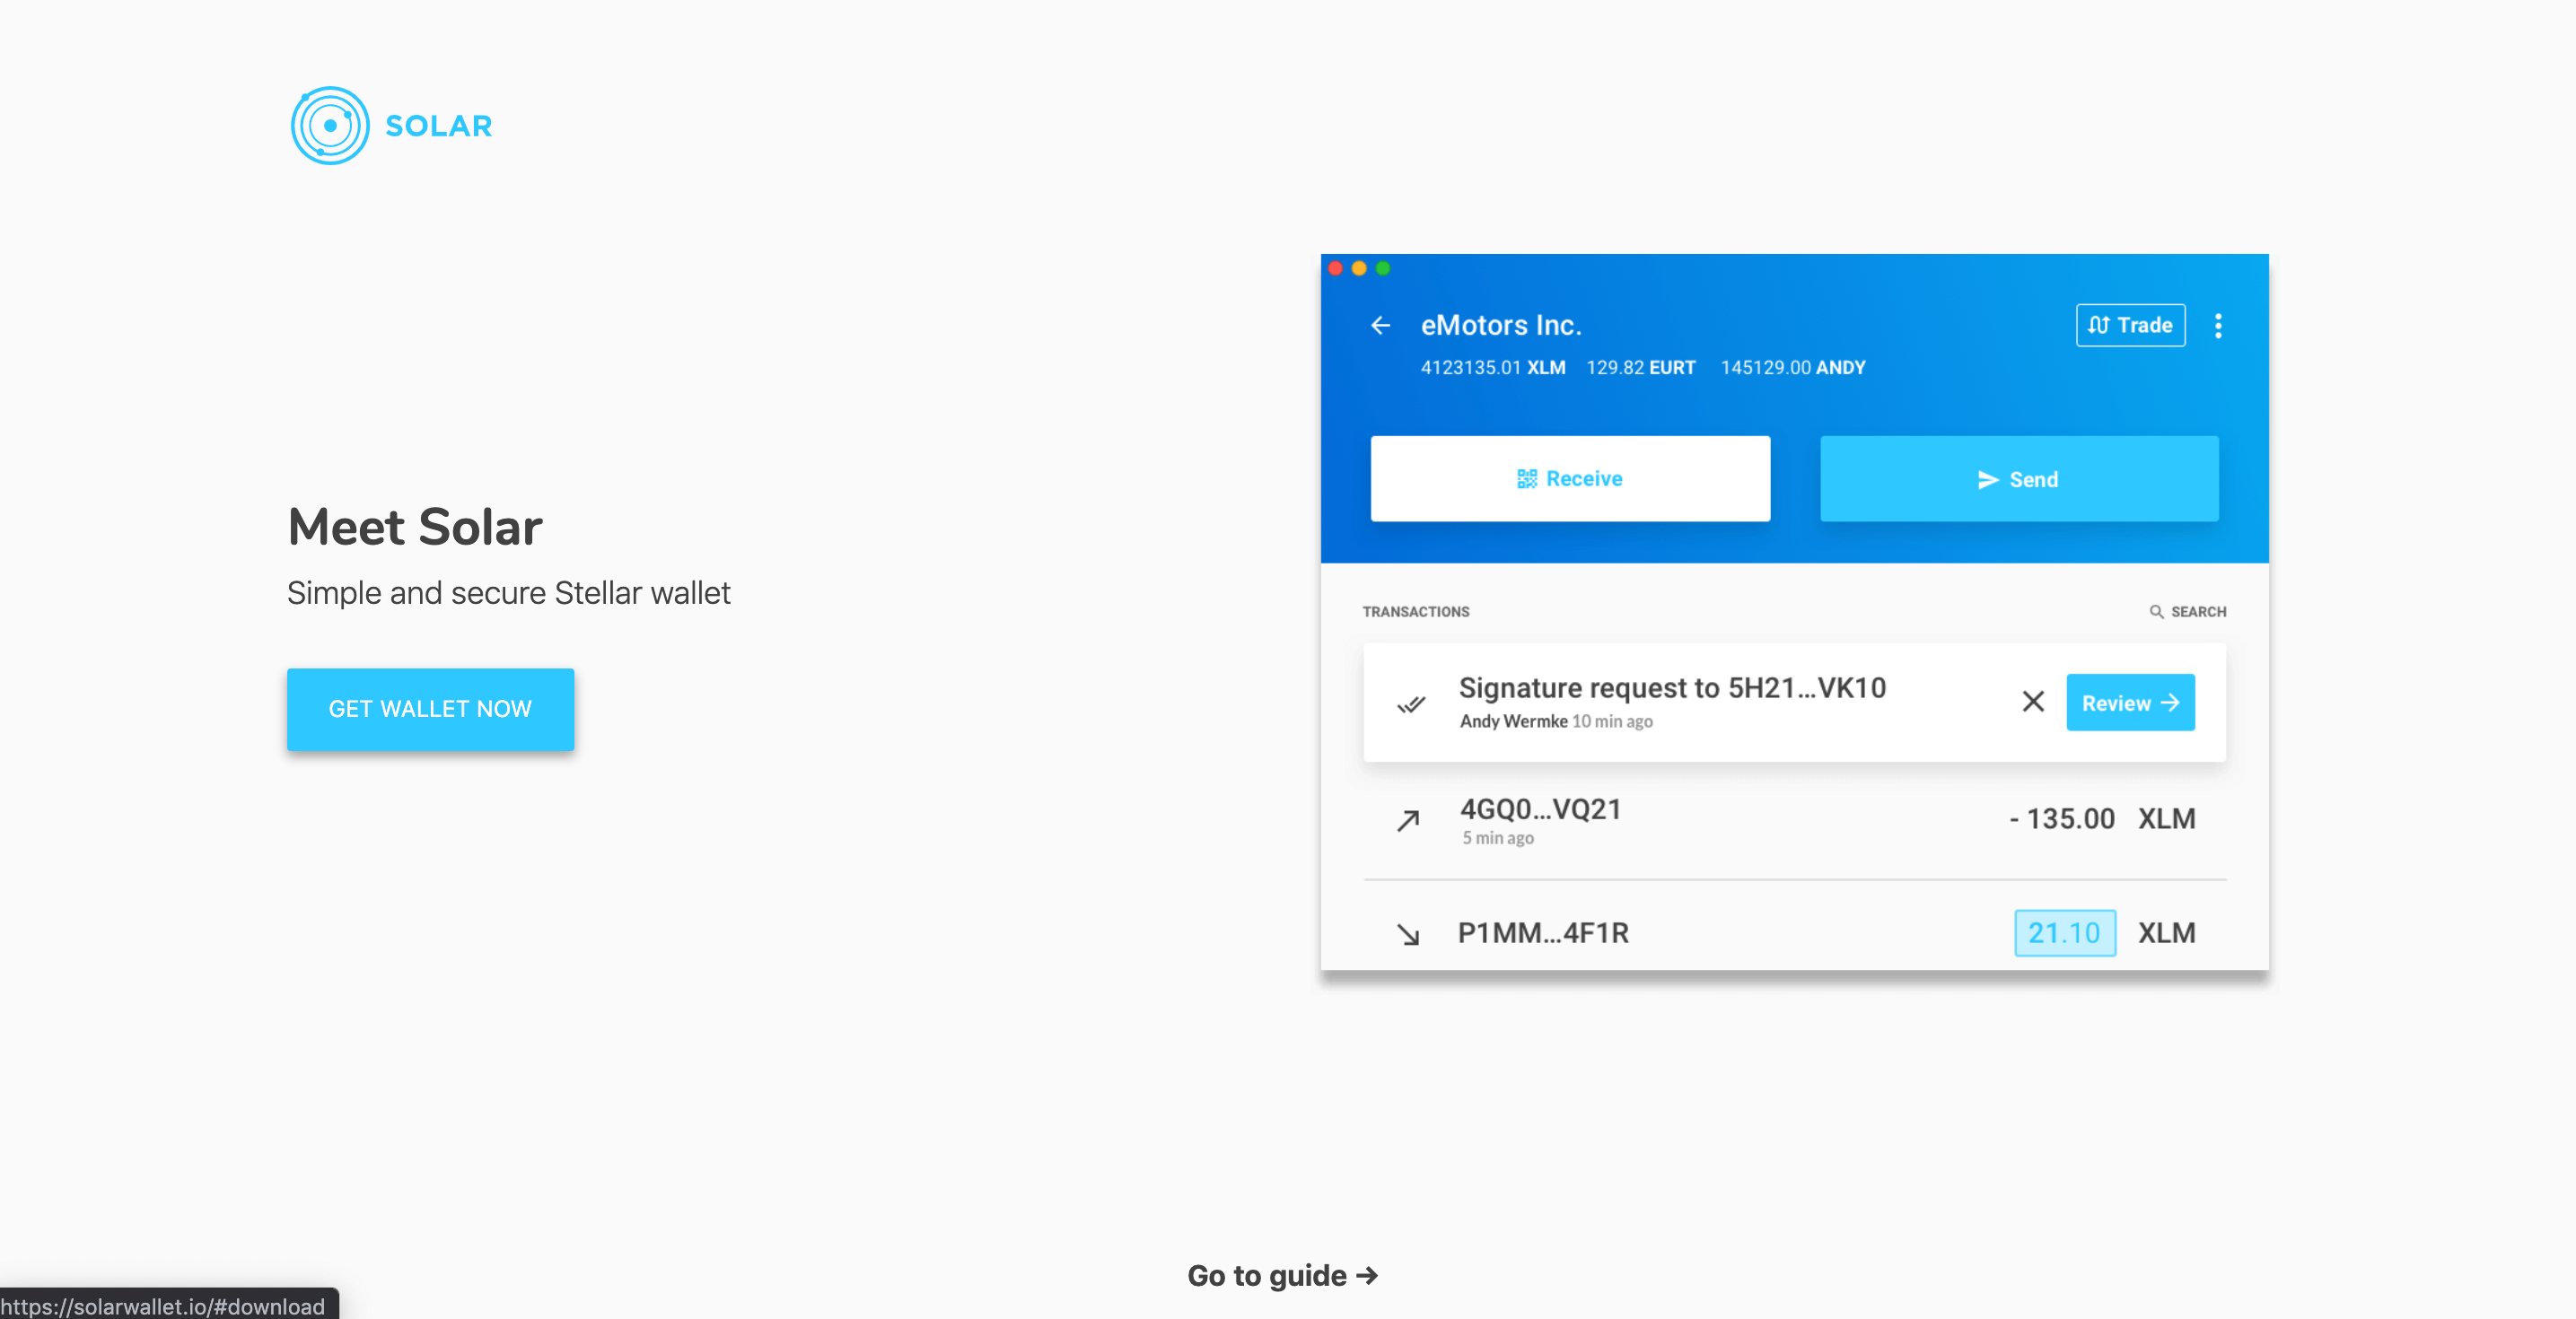 SOLAR
Meet Solar
Simple and secure Stellar wallet
GET WALLET NOW
eMotors Inc.
Trade
4123135.01 XLM 129.82 EURT 145129.00 ANDY
Receive
Send
TRANSACTIONS
SEARCH
Signature request to 5H21...VK10
Andy Wermke 10 min ago
Review
4GQ0...VQ21
5 min ago
- 135.00 XLM
P1MM...4F1R
21.10 XLM
Go to guide →
https://solarwallet.io/#download